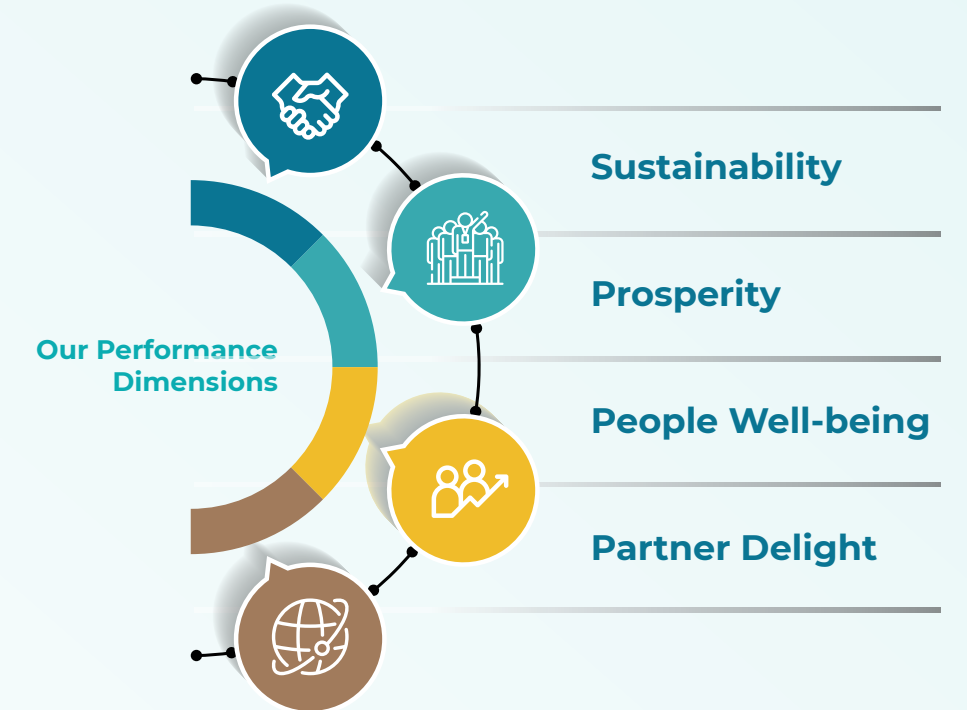 Our Performance
Dimensions
Sustainability
Prosperity
People Well-being
Partner Delight